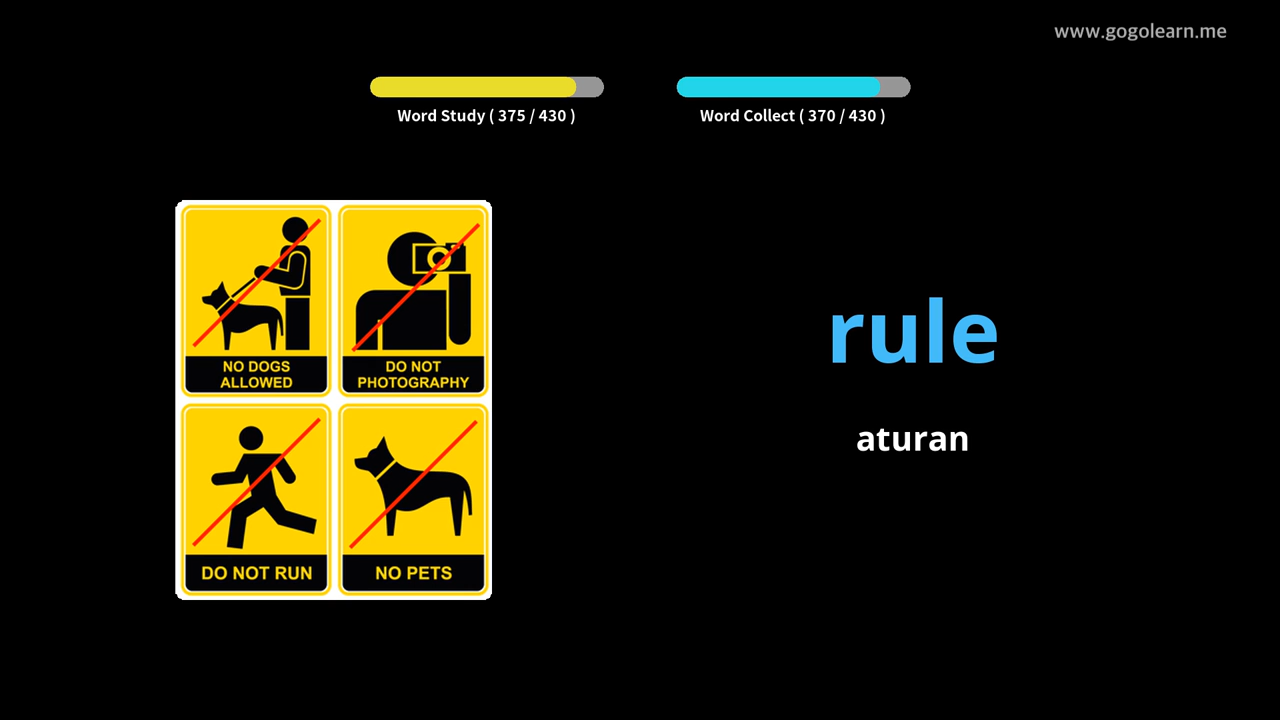 www.gogolearn.me
Word Study ( 375 / 430 )
Word Collect ( 370 / 430 )
NO DOGS
ALLOWED
DO NOT
PHOTOGRAPHY
DO NOT RUN
NO PETS
rule
aturan